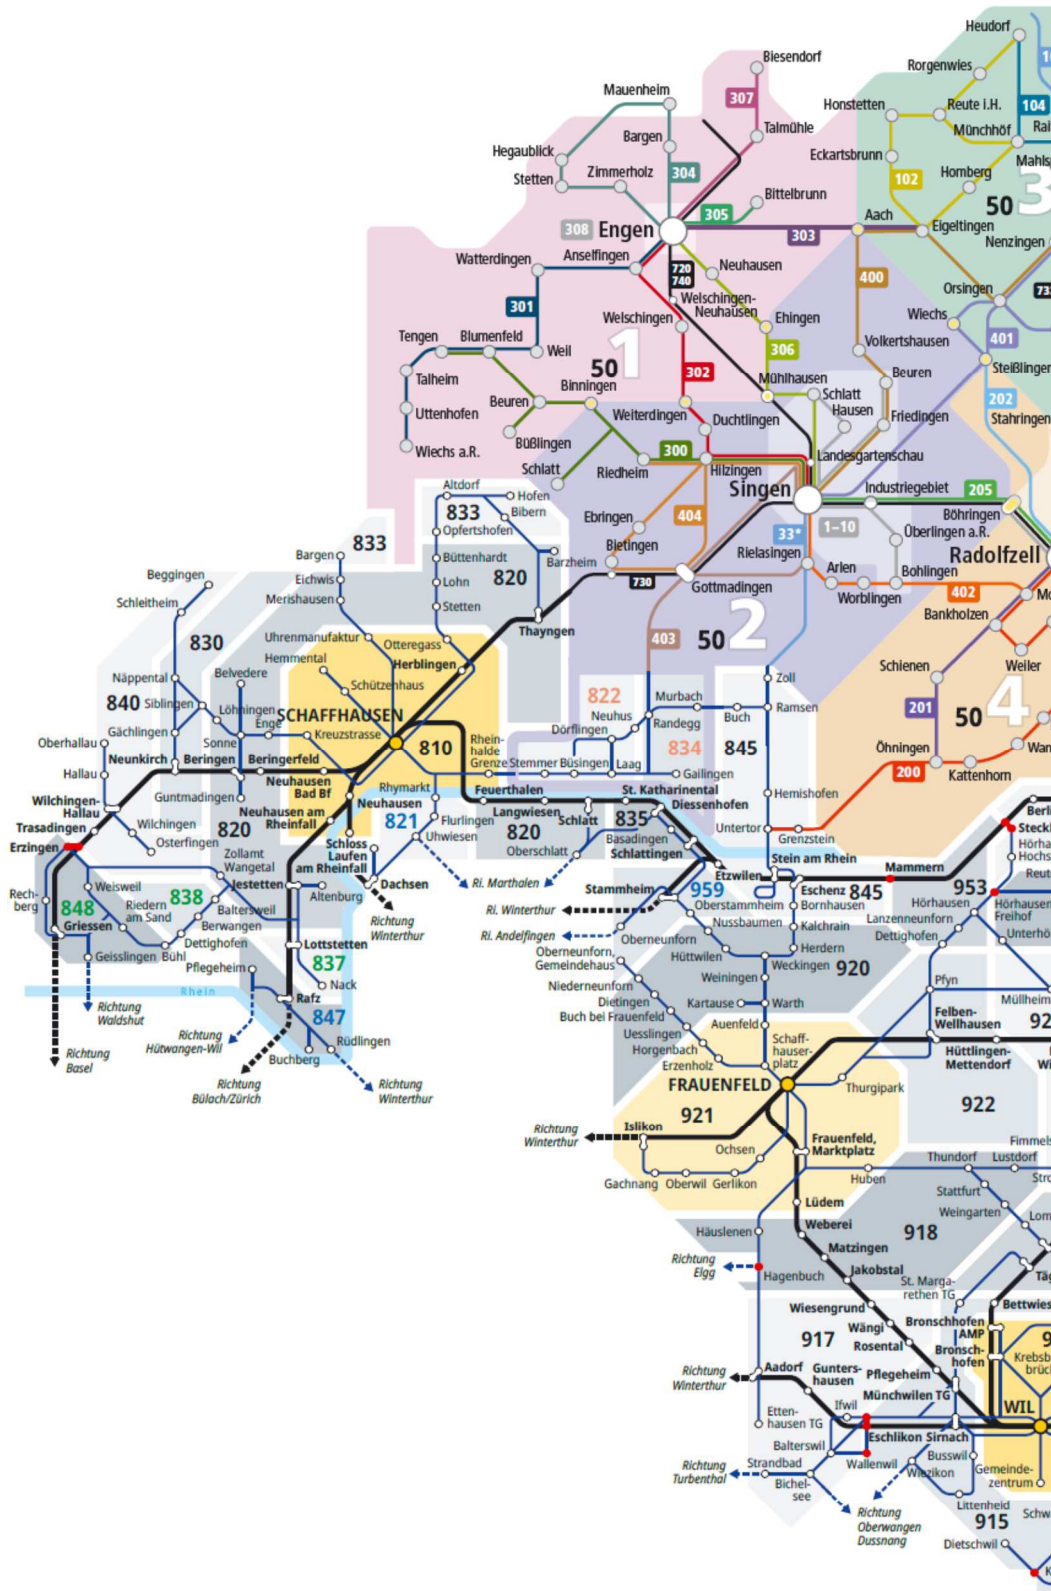 Heudorf
Biesendorf
Rorgenwies
Mauenheim
307
Honstetten
Reute i.H.
104
Talmühle
Bargen
Münchhöf
Hegaublick
Eckartsbrunn
Stetten
Zimmerholz
304
Homberg
102
Bittelbrunn
50 3
305
Aach
308
Engen
303
Eigeltingen
Nenzingen
Anselfingen
Watterdingen
720
740
Neuhausen
400
Orsingen
301
Welschingen-
Neuhausen
Wiechs
Welschingen
Ehingen
401
Tengen
Blumenfeld
Weil
306
Volkertshausen
50 1
Steißlingen
Talheim
302
Mühlhausen
Beuren
Binningen
202
Beuren
Schlatt
Uttenhofen
Weiterdingen
Duchtlingen
Hausen
Friedingen
Stahringen
Büßlingen
Wiechs a.R.
300
Landesgartenschau
Schlatt
Riedheim
Hilzingen
Singen
Industriegebiet
205
Altdorf
Hofen
833
Bibern
Ebringen
404
1–10
Böhringen
Opfertshofen
33*
Überlingen a.R.
833
Bietingen
Rielasingen
Radolfzell
Bargen
Büttenhardt
Barzheim
Arlen
Bohlingen
Beggingen
Eichwis
Lohn
820
730
Gottmadingen
Worblingen
402
Schleitheim
Merishausen
Stetten
Bankholzen
Thayngen
50 2
830
Uhrenmanufaktur
Otteregass
403
Weiler
Hemmental
Herblingen
Schienen
Näppental
Belvedere
Schützenhaus
Zoll
840
Siblingen
Löhningen
SCHAFFHAUSEN
822
Murbach
201
50 4
Enge
Neuhus
Ramsen
Gächlingen
Kreuzstrasse
810
Rhein-
halde
Dörflingen
Randegg
Buch
Oberhallau
Sonne
834
845
Öhningen
Neunkirch
Beringen
Beringerfeld
Grenze
Stemmer
Büsingen
Laag
Gailingen
Kattenhorn
Hallau
Neuhausen
Bad Bf
Rhymarkt
200
Guntmadingen
Feuerthalen
St. Katharinental
Hemishofen
Wilchingen-
Hallau
Neuhausen am
Rheinfall
Neuhausen
Langwiesen
Diessenhofen
821
Flurlingen
Schlatt
835
Trasadingen
Wilchingen
820
Uhwiesen
820
Untertor
Grenzstein
Erzingen
Osterfingen
Schloss
Laufen
am Rheinfall
Oberschlatt
Basadingen
Schlattingen
Stein am Rhein
Zollamt
Wangetal
Mammern
Rech-
berg
Weisweil
Jestetten
Dachsen
Ri. Marthalen
Stammheim
Etzwilen
Eschenz
845
953
848
838
Altenburg
959
Bornhausen
Hörhausen
Riedern
am Sand
Baltersweil
Richtung
Winterthur
Ri. Winterthur
Oberstammheim
Hörhausen
Freihof
Griessen
Berwangen
Lanzenneunforn
Lottstetten
Nussbaumen
Kalchrain
Dettighofen
Ri. Andelfingen
Oberneunforn
Dettighofen
Geisslingen
Bühl
837
Herdern
Pflegeheim
Oberneunforn,
Gemeindehaus
Hüttwilen
Weckingen
920
Nack
Weiningen
Rhein
Niederneunforn
Pfyn
Rafz
Dietingen
Kartause
Warth
Müllheim
Richtung
Waldshut
847
Buch bei Frauenfeld
Uesslingen
Auenfeld
Felben-
Wellhausen
Richtung
Hütwangen-Wil
Horgenbach
Schaff-
hauser-
platz
Hüttlingen-
Mettendorf
Richtung
Basel
Rüdlingen
Buchberg
Erzenholz
Richtung
Bülach/Zürich
Richtung
Winterthur
FRAUENFELD
Thurgipark
921
922
Islikon
Richtung
Winterthur
Ochsen
Frauenfeld,
Marktplatz
Thundorf
Lustdorf
Gachnang
Oberwil
Gerlikon
Huben
Stattfurt
Lüdem
Weingarten
Häuslenen
Weberei
918
Matzingen
Richtung
Elgg
Hagenbuch
Jakobstal
St. Marga-
rethen TG
Wiesengrund
Bronschhofen
AMP
917
Wängi
Rosental
Bronsch-
hofen
Richtung
Winterthur
Aadorf
Gunters-
hausen
Pflegeheim
Münchwilen TG
Etten-
hausen TG
Ifwil
WIL
Balterswil
Eschlikon
Sirnach
Richtung
Turbenthal
Strandbad
Wallenwil
Busswil
Wiezikon
Gemeinde-
zentrum
Bichel-
see
Littenheid
Richtung
Oberwangen
Dussnang
915
Dietschwil